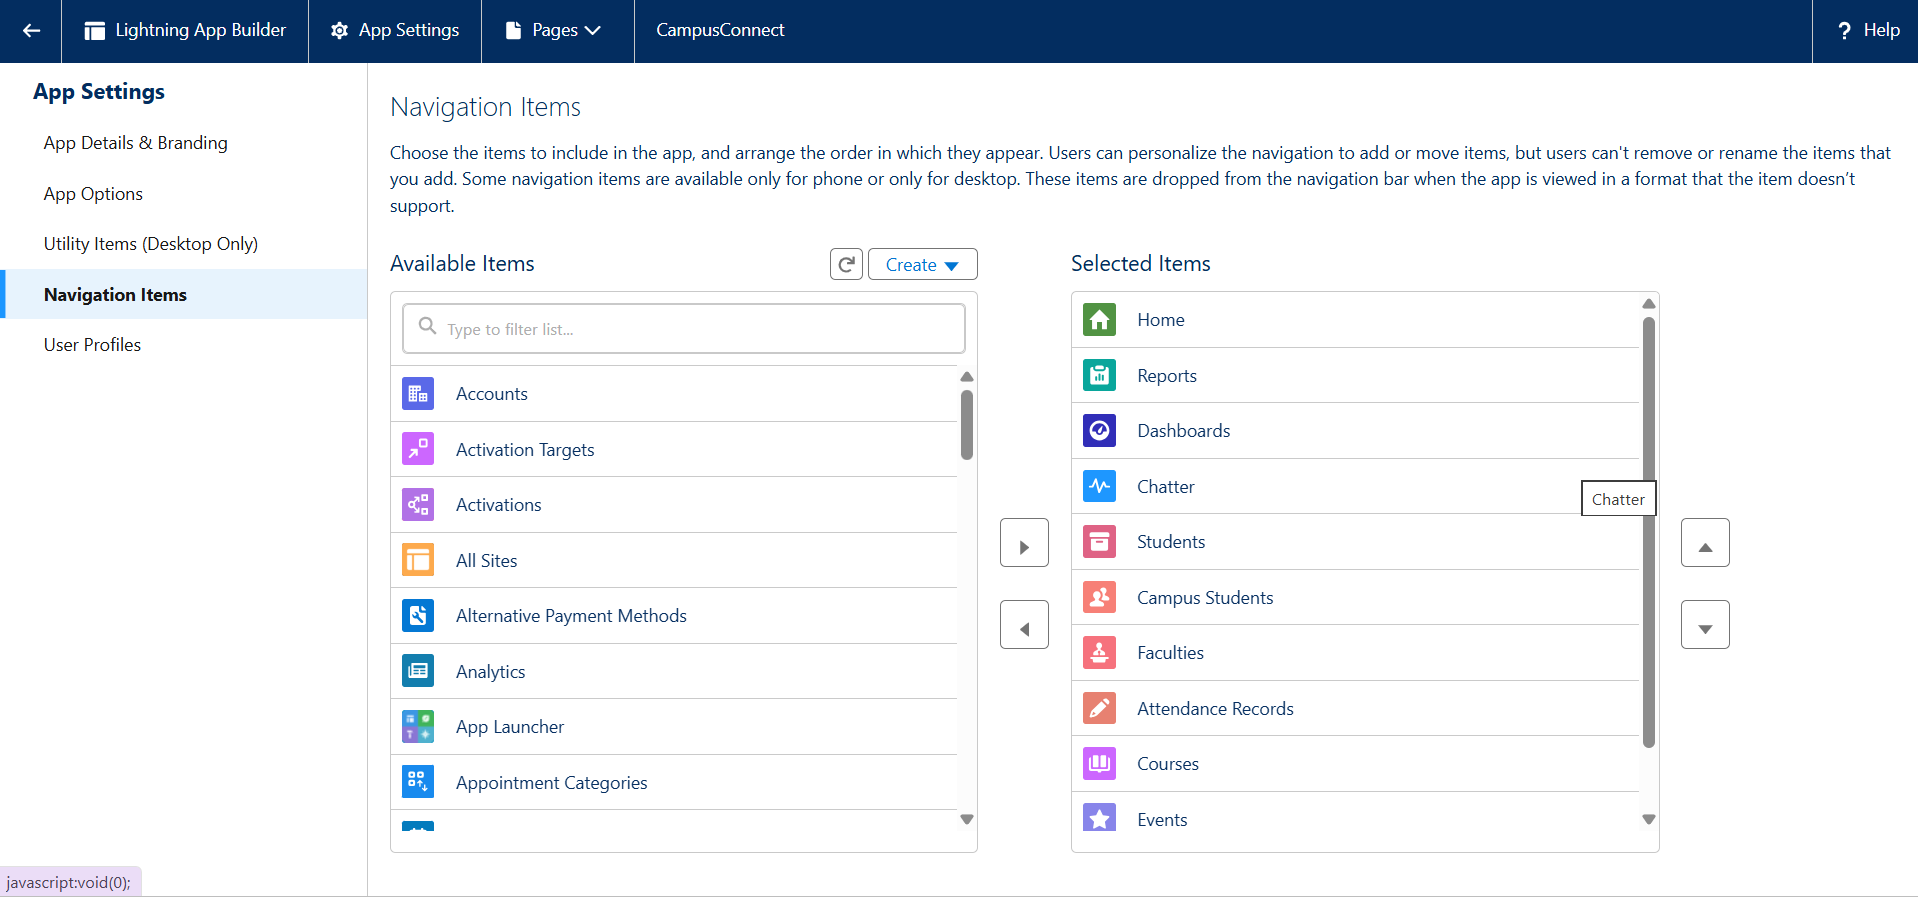 Lightning App Builder
App Settings
Pages
CampusConnect
? Help
App Settings
App Details & Branding
App Options
Utility Items (Desktop Only)
Navigation Items
User Profiles
Navigation Items
Choose the items to include in the app, and arrange the order in which they appear. Users can personalize the navigation to add or move items, but users can't remove or rename the items that
you add. Some navigation items are available only for phone or only for desktop. These items are dropped from the navigation bar when the app is viewed in a format that the item doesn’t
support.
Available Items
Create
Type to filter list...
Accounts
Activation Targets
Activations
All Sites
Alternative Payment Methods
Analytics
App Launcher
Appointment Categories
Selected Items
Home
Reports
Dashboards
Chatter
Chatter
Students
Campus Students
Faculties
Attendance Records
Courses
Events
javascript:void(0);